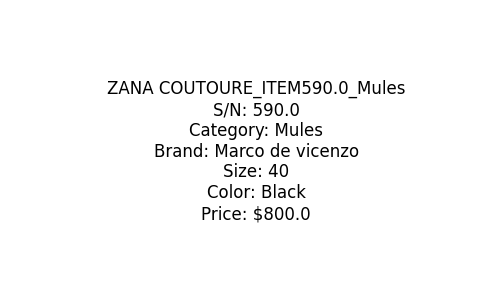 ZANA COUTOURE_ITEM590.0_Mules
S/N: 590.0
Category: Mules
Brand: Marco de vicenzo
Size: 40
Color: Black
Price: $800.0